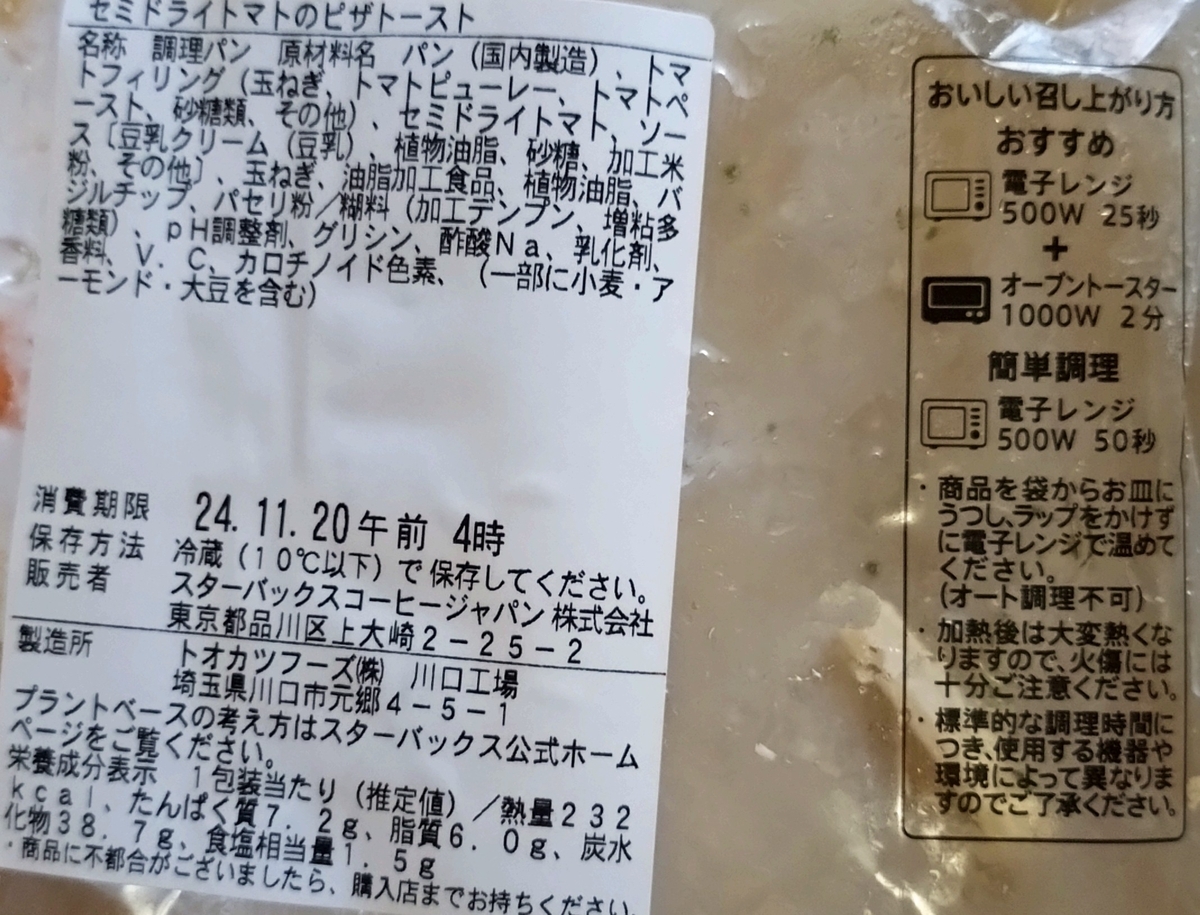 セミドライトマトのピザトースト
名称　調理パン　原材料名　パン（国内製造）、トマ
トフィリング（玉ねぎ、トマトピューレー、トマトペ
ースト、砂糖類、その他）、セミドライトマト、ソー
ス〔豆乳クリーム（豆乳）、植物油脂、砂糖、加工米
粉、その他〕、玉ねぎ、油脂加工食品、植物油脂、バ
ジルチップ、パセリ粉／糊料（加工デンプン、増粘多
糖類）、ｐＨ調整剤、グリシン、酢酸Ｎａ、乳化剤、
香料、Ｖ．Ｃ、カロチノイド色素、（一部に小麦・ア
ーモンド・大豆を含む）
消費期限　24.11.20午前 4時
保存方法　冷蔵（１０℃以下）で保存してください。
販売者　スターバックスコーヒージャパン株式会社
東京都品川区上大崎２－２５－２
製造所　トオカツフーズ㈱　川口工場
埼玉県川口市元郷４－５－１
プラントベースの考え方はスターバックス公式ホーム
ページをご覧ください。
栄養成分表示　１包装当たり（推定値）／熱量２３２
ｋｃａｌ、たんぱく質７．２ｇ、脂質６．０ｇ、炭水
化物３８．７ｇ、食塩相当量１．５ｇ
・商品に不都合がございましたら、購入店までお持ちください。
おいしい召し上がり方
おすすめ
電子レンジ
500W 25秒
+
オーブントースター
1000W 2分
簡単調理
電子レンジ
500W 50秒
・商品を袋からお皿に
うつし、ラップをかけず
に電子レンジで温めて
ください。
(オート調理不可)
・加熱後は大変熱くな
りますので、火傷には
十分ご注意ください。
・標準的な調理時間に
つき、使用する機器や
環境によって異なりま
すのでご了承ください。